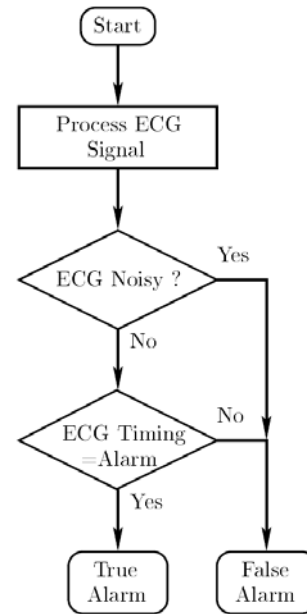 Start
Process ECG
Signal
Yes
ECG Noisy ?
No
No
ECG Timing
=Alarm
Yes
True
Alarm
False
Alarm